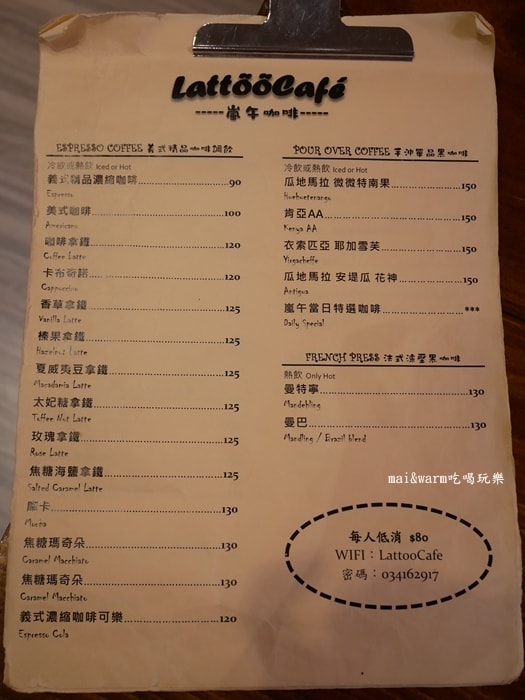 LattööCafé
-----嵐午咖啡-----
ESPRESSO COFFEE 義式精品咖啡調飲
冷飲或熱飲 Iced or Hot
義式精品濃縮咖啡 90
Espresso
美式咖啡 100
Americano
咖啡拿鐵 120
Coffee Latte
卡布奇諾 120
Cappuccino
香草拿鐵 125
Vanilla Latte
榛果拿鐵 125
Hazelnut Latte
夏威夷豆拿鐵 125
Macadamia Latte
太妃糖拿鐵 125
Toffee Nut Latte
玫瑰拿鐵 125
Rose Latte
焦糖海鹽拿鐵 125
Salted Caramel Latte
摩卡 130
Mocha
焦糖瑪奇朵 130
Caramel Macchiato
焦糖瑪奇朵 130
Caramel Macchiato
義式濃縮咖啡可樂 120
Espresso Cola
POUR OVER COFFEE 手沖單品黑咖啡
冷飲或熱飲 Iced or Hot
瓜地馬拉 微微特南果 150
Huehuetenango
肯亞AA 150
Kenya AA
衣索匹亞 耶加雪芙 150
Yirgacheffe
瓜地馬拉 安堤瓜 花神 150
Antigua
嵐午當日特選咖啡 ***
Daily Special
FRENCH PRESS 法式濾壓黑咖啡
熱飲 Only Hot
曼特寧 130
Mandehling
曼巴 130
Mandling / Brazil blend
mai&warm吃喝玩樂
每人低消 $80
WIFI：LattooCafe
密碼：034162917